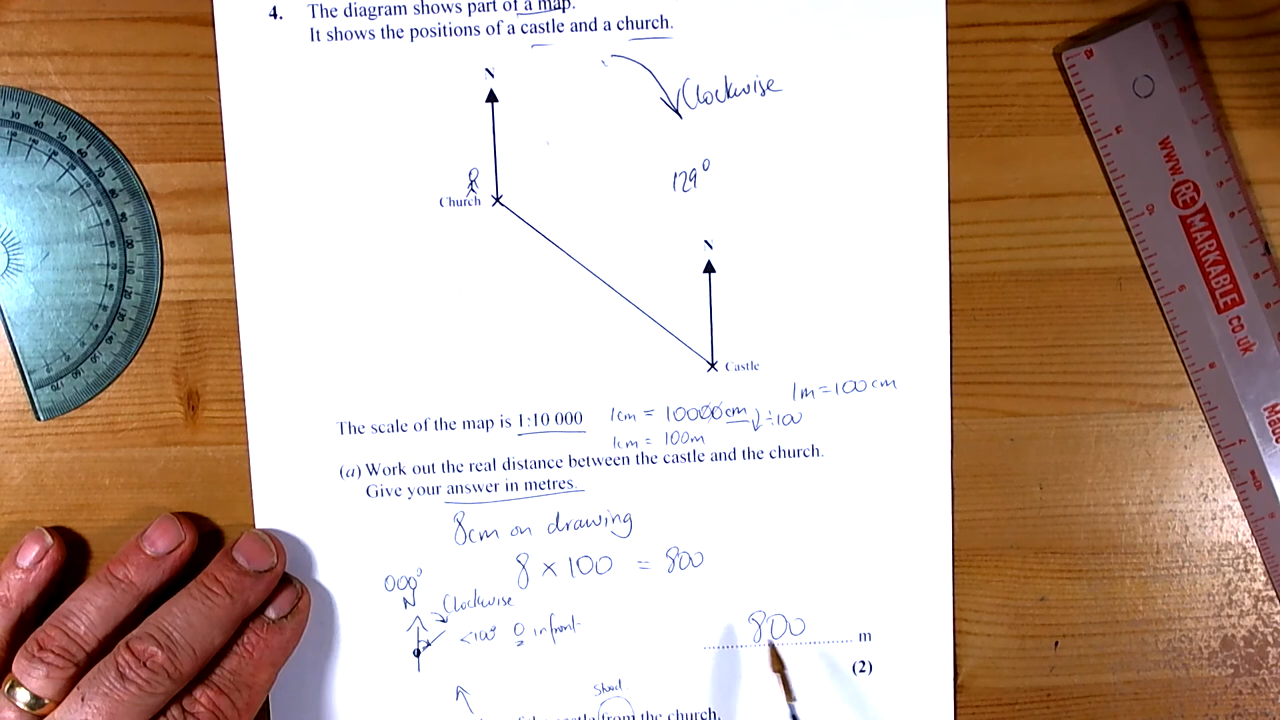 4. The diagram shows part of a map.
It shows the positions of a castle and a church.
N
Clockwise
129°
Church
N
Castle
1m = 100cm
The scale of the map is 1:10 000
1cm = 10000cm ÷100
1cm = 100m
(a) Work out the real distance between the castle and the church.
Give your answer in metres.
8cm on drawing
8 × 100 = 800
000°
N
Clockwise
<100° 0 infront
800 m
(2)
Stood
from the church.
www.REMARKABLE.co.uk